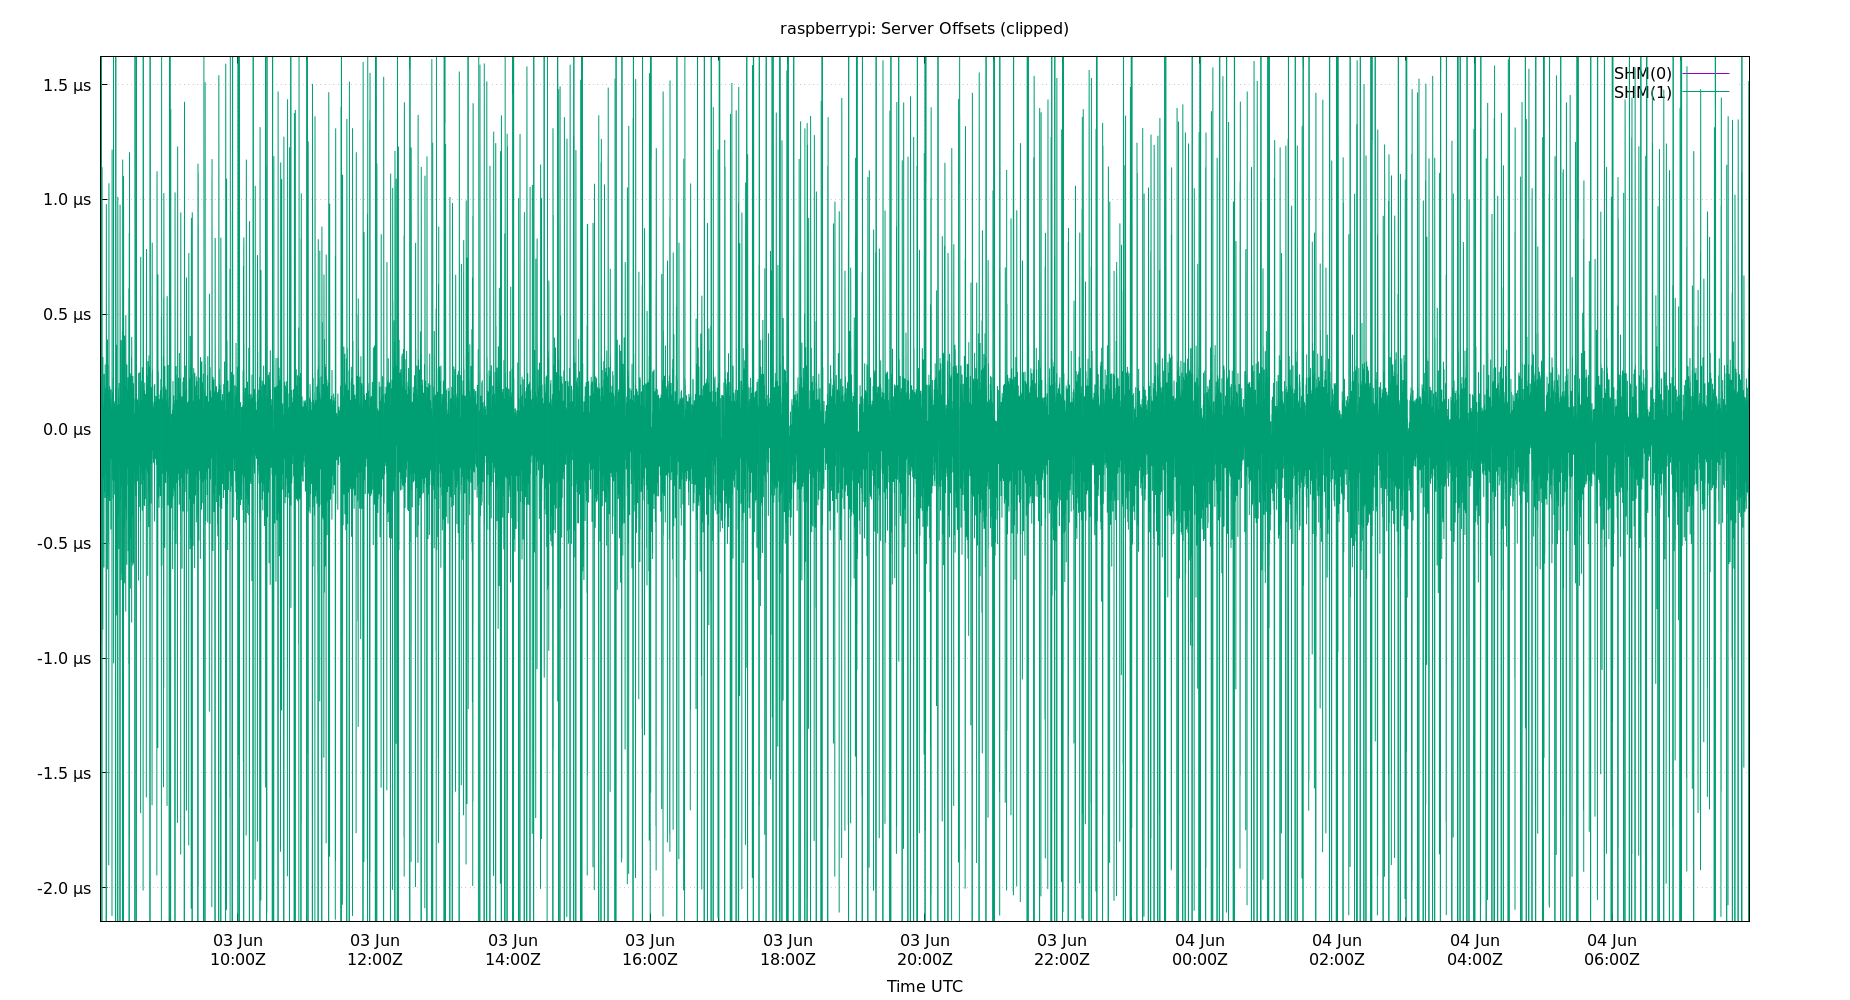 raspberrypi: Server Offsets (clipped)
SHM(0)
SHM(1)
1.5 µs
1.0 µs
0.5 µs
0.0 µs
-0.5 µs
-1.0 µs
-1.5 µs
-2.0 µs
03 Jun 03 Jun 03 Jun 03 Jun 03 Jun 03 Jun 03 Jun 04 Jun 04 Jun 04 Jun 04 Jun
10:00Z 12:00Z 14:00Z 16:00Z 18:00Z 20:00Z 22:00Z 00:00Z 02:00Z 04:00Z 06:00Z
Time UTC